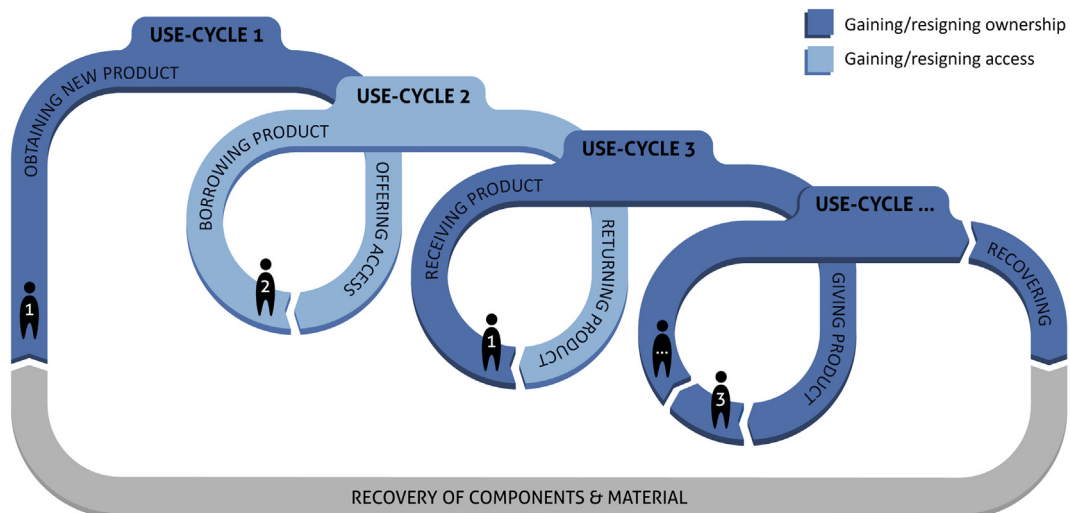 USE-CYCLE 1
Gaining/resigning ownership
Gaining/resigning access
OBTAINING NEW PRODUCT
1
USE-CYCLE 2
BORROWING PRODUCT
OFFERING ACCESS
2
USE-CYCLE 3
RECEIVING PRODUCT
RETURNING PRODUCT
1
USE-CYCLE ...
GIVING PRODUCT
...
3
RECOVERING
RECOVERY OF COMPONENTS & MATERIAL